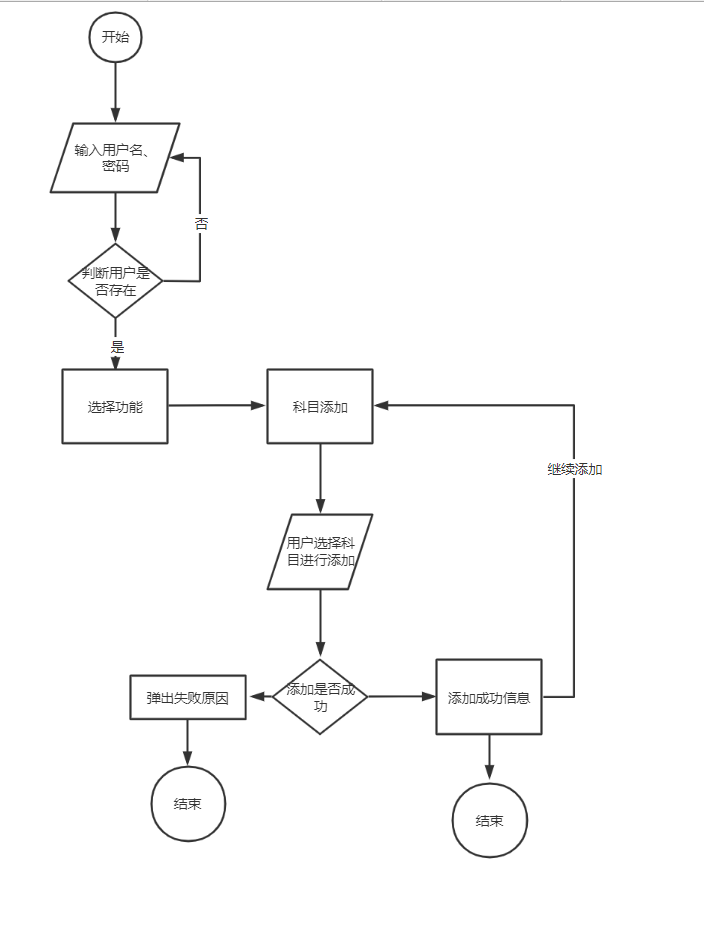 开始
输入用户名、
密码
否
判断用户是
否存在
是
选择功能
科目添加
继续添加
用户选择科
目进行添加
弹出失败原因
添加是否成
功
添加成功信息
结束
结束